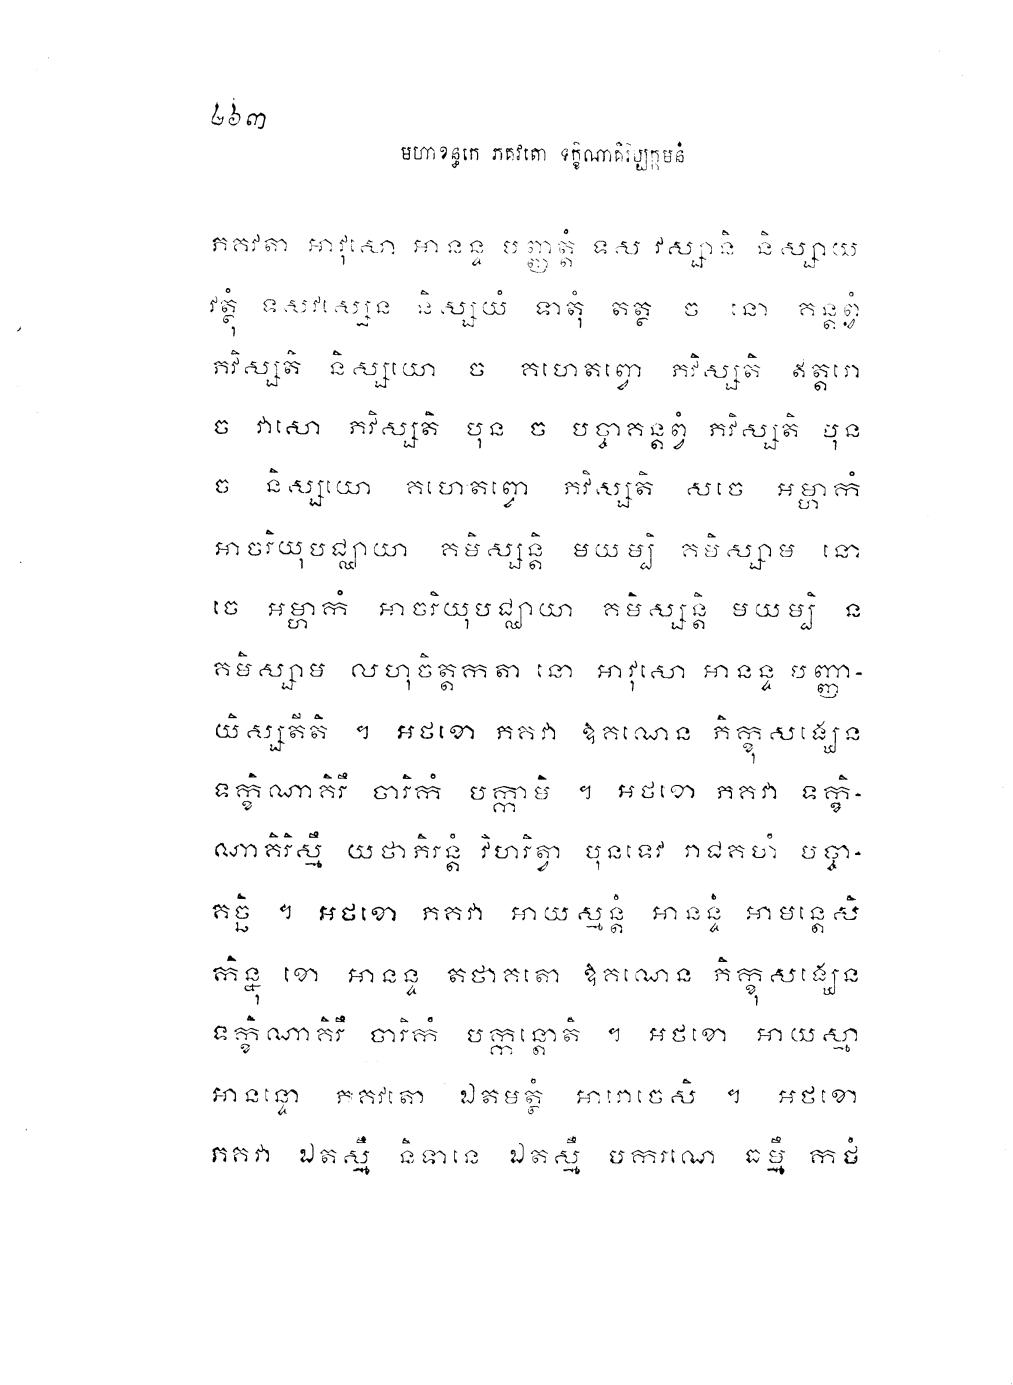 ២៦៣
មហាខន្ធកេ ភគវតោ ទក្ខិណាគិរិប្បក្កមនំ
ភគវតា អាវុសោ អានន្ទ បញ្ញត្តំ ទស វស្សានិ និស្សាយ
វត្ថុំ ទសវស្សេន និស្សយំ ទាតុំ តត្ថ ច នោ គន្តព្វំ
ភវិស្សតិ និស្សយោ ច គហេតព្វោ ភវិស្សតិ ឥត្តរោ
ច វាសោ ភវិស្សតិ បុន ច បច្ចាគន្តព្វំ ភវិស្សតិ បុន
ច និស្សយោ គហេតព្វោ ភវិស្សតិ សចេ អម្ហាកំ
អាចរិយុបជ្ឈាយា គមិស្សន្តិ មយម្បិ គមិស្សាម នោ
ចេ អម្ហាកំ អាចរិយុបជ្ឈាយា គមិស្សន្តិ មយម្បិ ន
គមិស្សាម លហុចិត្តកតា នោ អាវុសោ អានន្ទ បញ្ញា-
យិស្សតីតិ ។ អថខោ ភគវា ឱគណេន ភិក្ខុសង្ឃេន
ទក្ខិណាគិរឹ ចារិកំ បក្កាមិ ។ អថខោ ភគវា ទក្ខិ-
ណាគិរិស្មឹ យថាភិរន្តំ វិហរិត្វា បុនទេវ រាជគហំ បច្ចា-
គច្ឆិ ។ អថខោ ភគវា អាយស្មន្តំ អានន្ទំ អាមន្តេសិ
កិន្នុ ខោ អានន្ទ តថាគតោ ឱគណេន ភិក្ខុសង្ឃេន
ទក្ខិណាគិរឹ ចារិកំ បក្កន្តោតិ ។ អថខោ អាយស្មា
អានន្ទោ ភគវតោ ឯតមត្ថំ អារោចេសិ ។ អថខោ
ភគវា ឯតស្មឹ និទានេ ឯតស្មឹ បករណេ ធម្មឹ កថំ